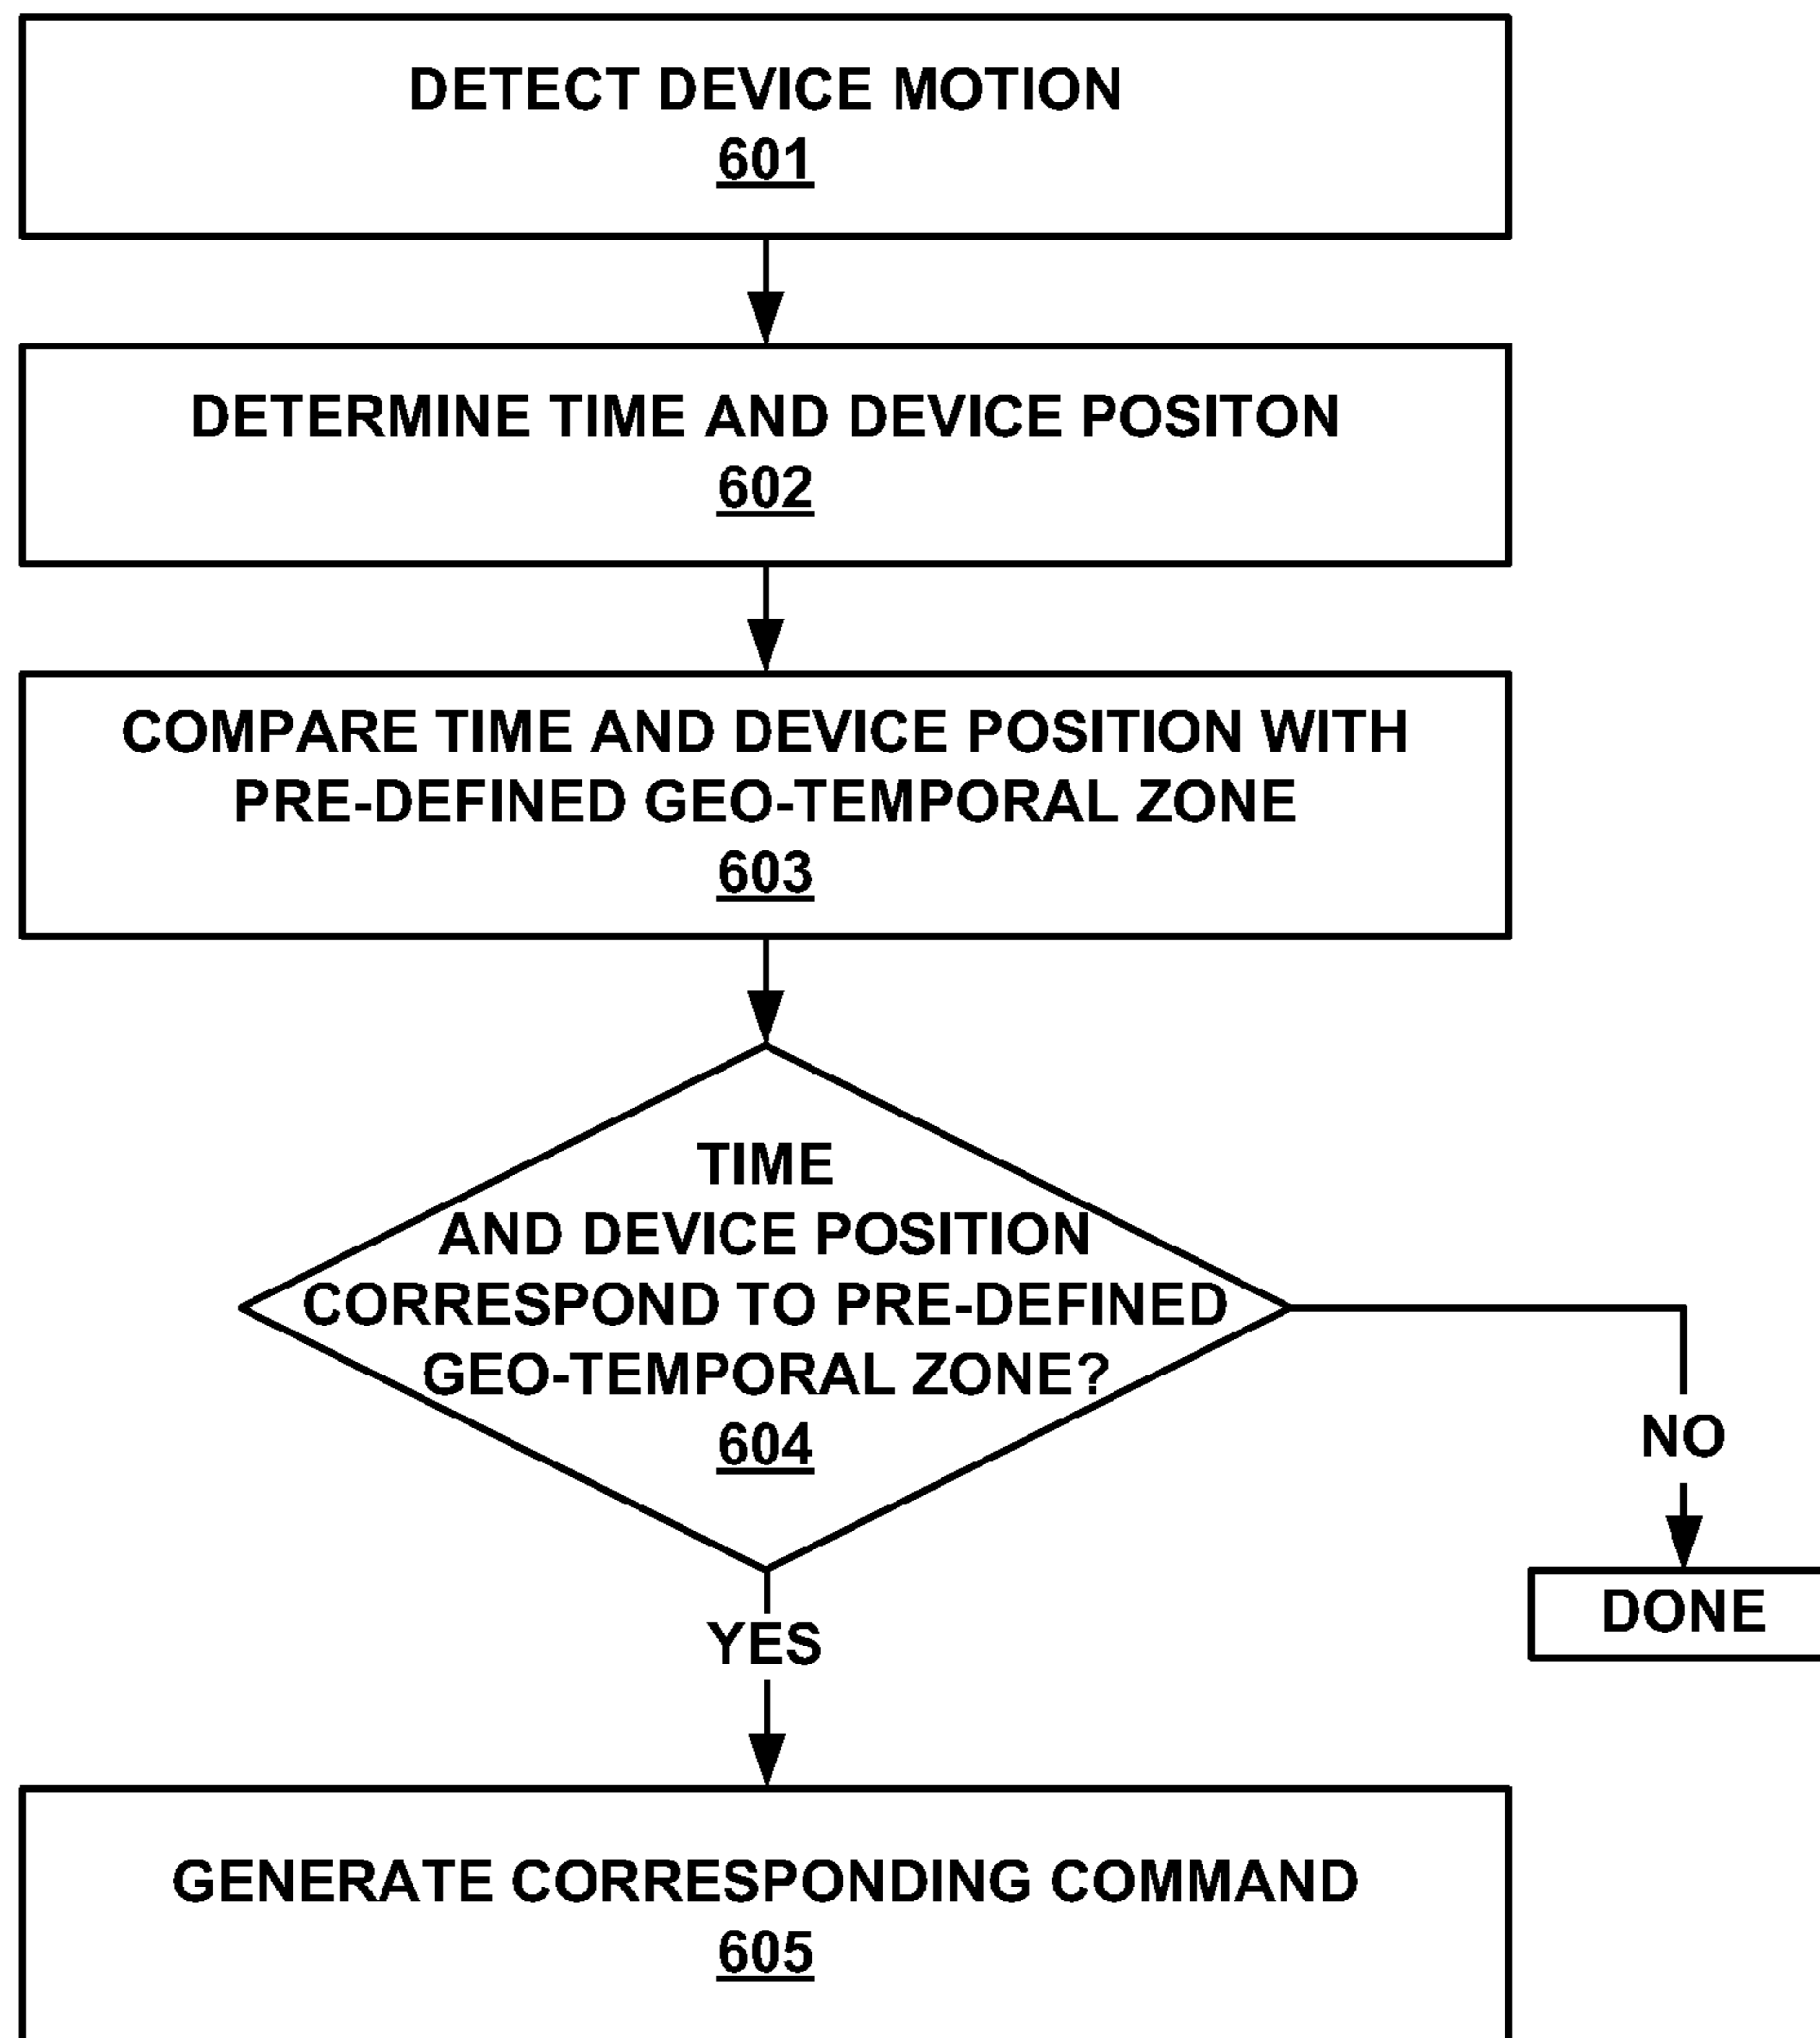 DETECT DEVICE MOTION
601
DETERMINE TIME AND DEVICE POSITON
602
COMPARE TIME AND DEVICE POSITION WITH
PRE-DEFINED GEO-TEMPORAL ZONE
603
TIME
AND DEVICE POSITION
CORRESPOND TO PRE-DEFINED
GEO-TEMPORAL ZONE?
604
NO
DONE
YES
GENERATE CORRESPONDING COMMAND
605